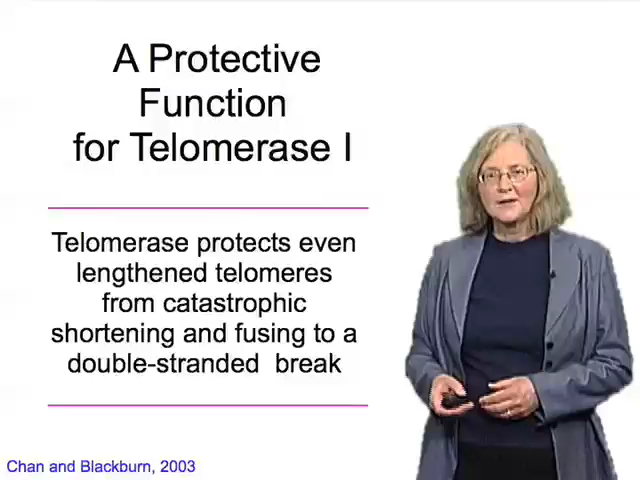 A Protective
Function
for Telomerase I
Telomerase protects even
lengthened telomeres
from catastrophic
shortening and fusing to a
double-stranded break
Chan and Blackburn, 2003